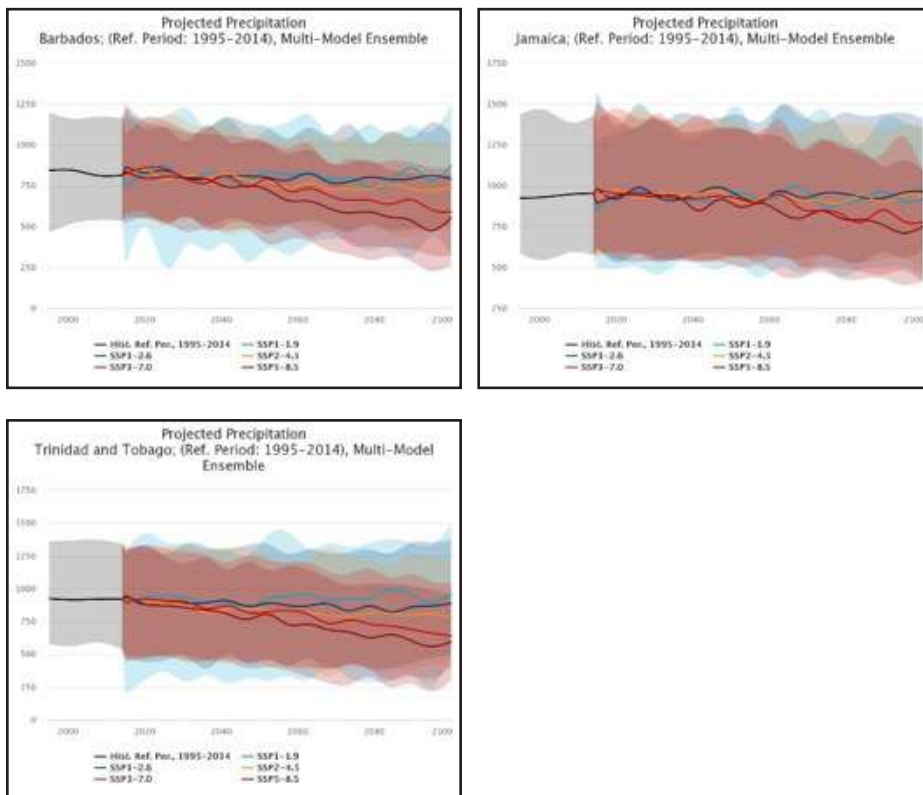 Projected Precipitation
Barbados; (Ref. Period: 1995-2014), Multi-Model Ensemble
1500
1250
1000
750
500
250
0
2000
2020
2040
2060
2080
2100
Hist. Ref. Per., 1995-2014
SSP1-1.9
SSP1-2.6
SSP2-4.5
SSP3-7.0
SSP5-8.5
Projected Precipitation
Jamaica; (Ref. Period: 1995-2014), Multi-Model Ensemble
1750
1500
1250
1000
750
500
250
2000
2020
2040
2060
2080
2100
Hist. Ref. Per., 1995-2014
SSP1-1.9
SSP1-2.6
SSP2-4.5
SSP3-7.0
SSP5-8.5
Projected Precipitation
Trinidad and Tobago; (Ref. Period: 1995-2014), Multi-Model
Ensemble
1750
1500
1250
1000
750
500
250
0
2000
2020
2040
2060
2080
2100
Hist. Ref. Per., 1995-2014
SSP1-1.9
SSP1-2.6
SSP2-4.5
SSP3-7.0
SSP5-8.5